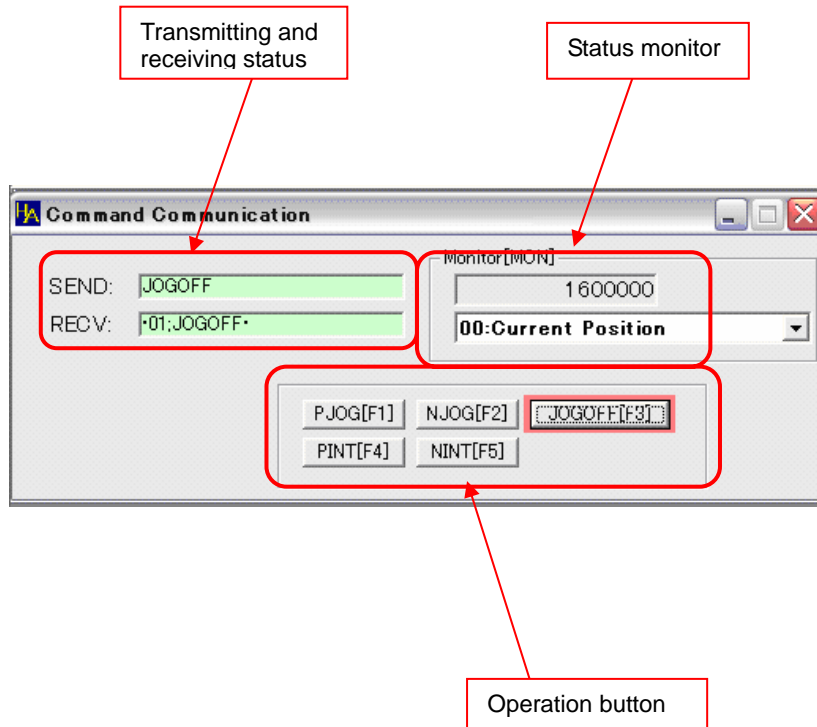 Transmitting and
receiving status
Status monitor
HA Command Communication
SEND: JOGOFF
RECV: ・01;JOGOFF・
Monitor[MON]
1600000
00:Current Position
PJOG[F1] NJOG[F2] JOGOFF[F3]
PINT[F4] NINT[F5]
Operation button